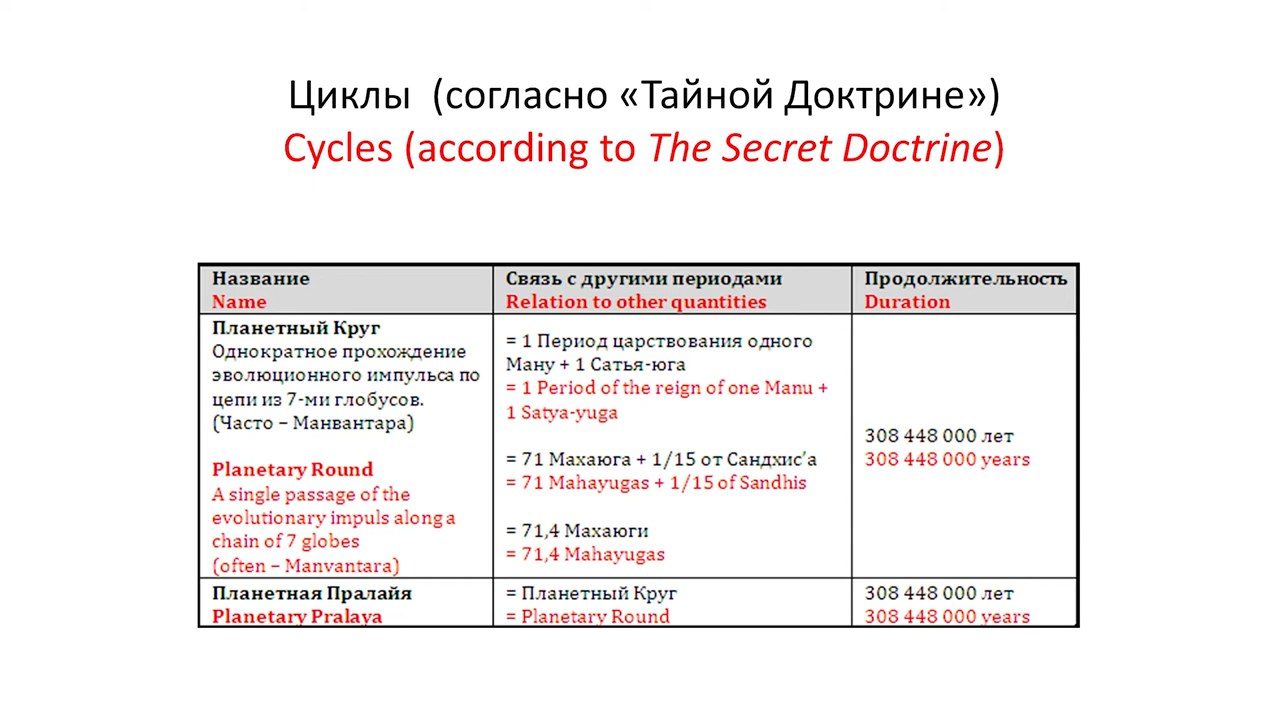 Циклы (согласно «Тайной Доктрине»)
Cycles (according to The Secret Doctrine)
Название
Name
Связь с другими периодами
Relation to other quantities
Продолжительность
Duration
Планетный Круг
Однократное прохождение
эволюционного импульса по
цепи из 7-ми глобусов.
(Часто – Манвантара)
Planetary Round
A single passage of the
evolutionary impuls along a
chain of 7 globes
(often – Manvantara)
= 1 Период царствования одного
Ману + 1 Сатья-юга
= 1 Period of the reign of one Manu +
1 Satya-yuga
= 71 Махаюга + 1/15 от Сандхис’а
= 71 Mahayugas + 1/15 of Sandhis
= 71,4 Махаюги
= 71,4 Mahayugas
308 448 000 лет
308 448 000 years
Планетная Пралайя
Planetary Pralaya
= Планетный Круг
= Planetary Round
308 448 000 лет
308 448 000 years